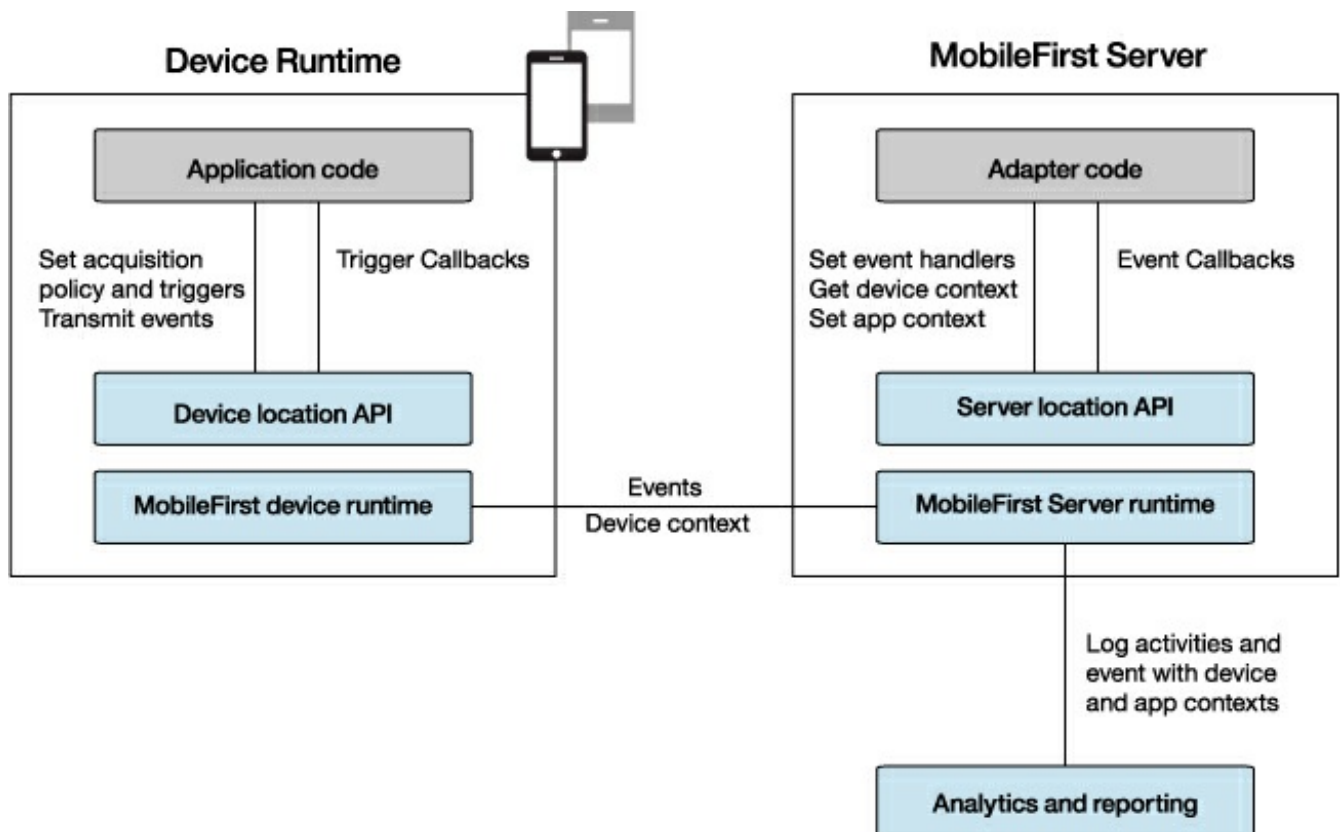 Device Runtime
MobileFirst Server
Application code
Set acquisition
policy and triggers
Transmit events
Trigger Callbacks
Device location API
MobileFirst device runtime
Events
Device context
Adapter code
Set event handlers
Get device context
Set app context
Event Callbacks
Server location API
MobileFirst Server runtime
Log activities and
event with device
and app contexts
Analytics and reporting